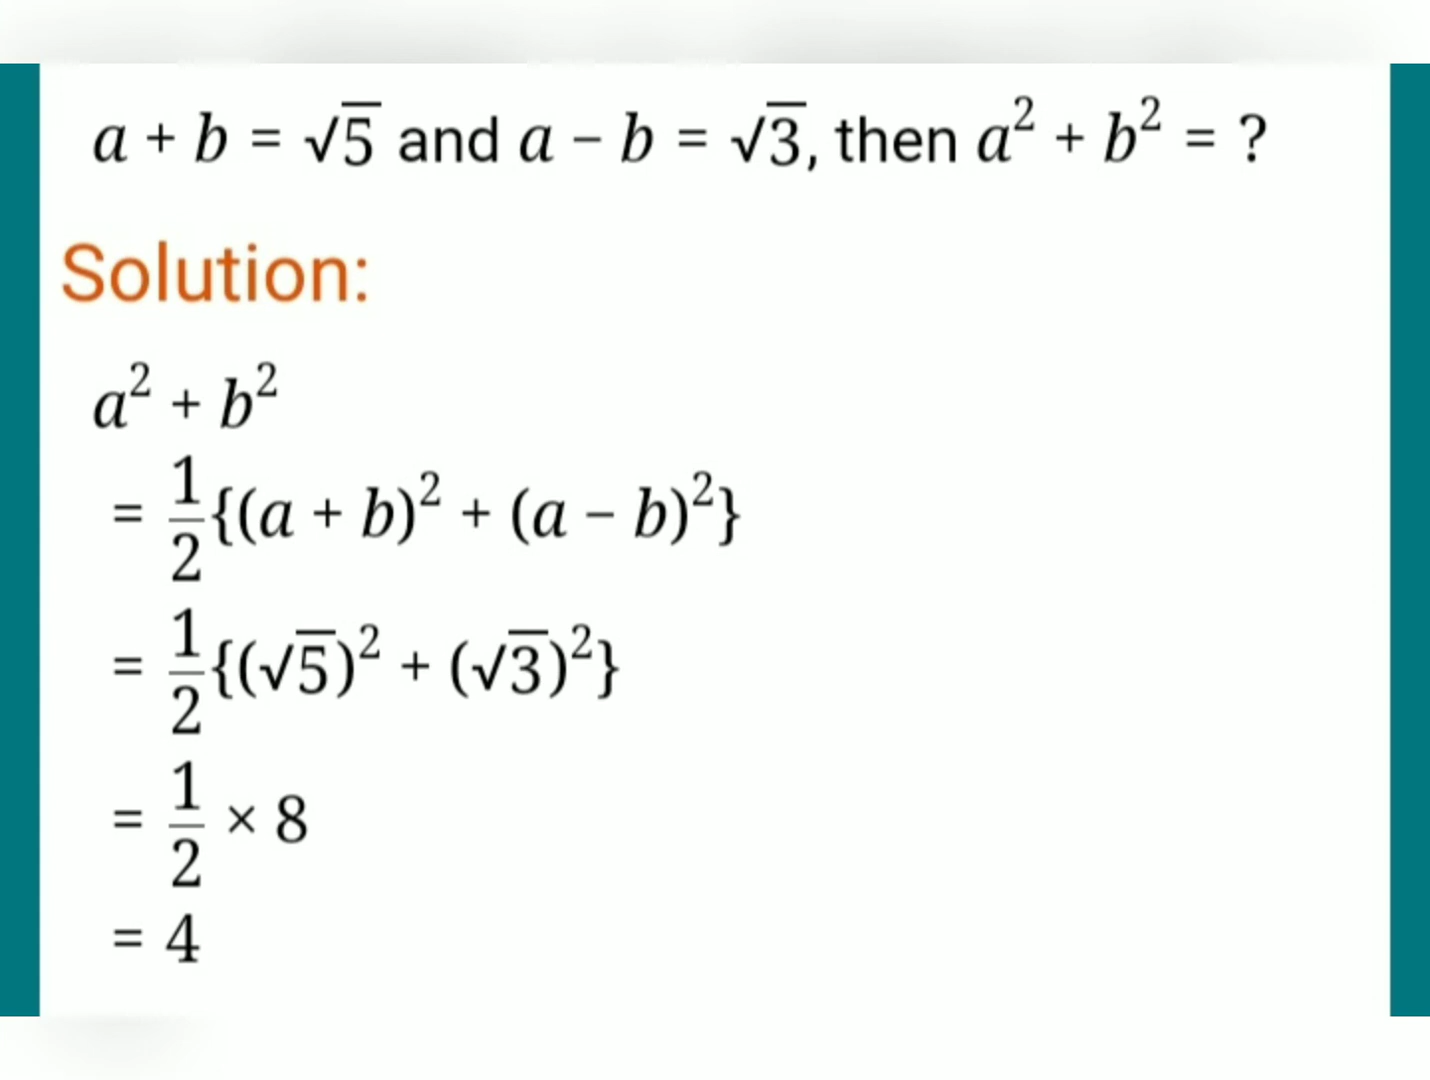 a + b = √5 and a − b = √3, then a² + b² = ?
Solution:
a² + b²
= 1/2 {(a + b)² + (a − b)²}
= 1/2 {(√5)² + (√3)²}
= 1/2 × 8
= 4